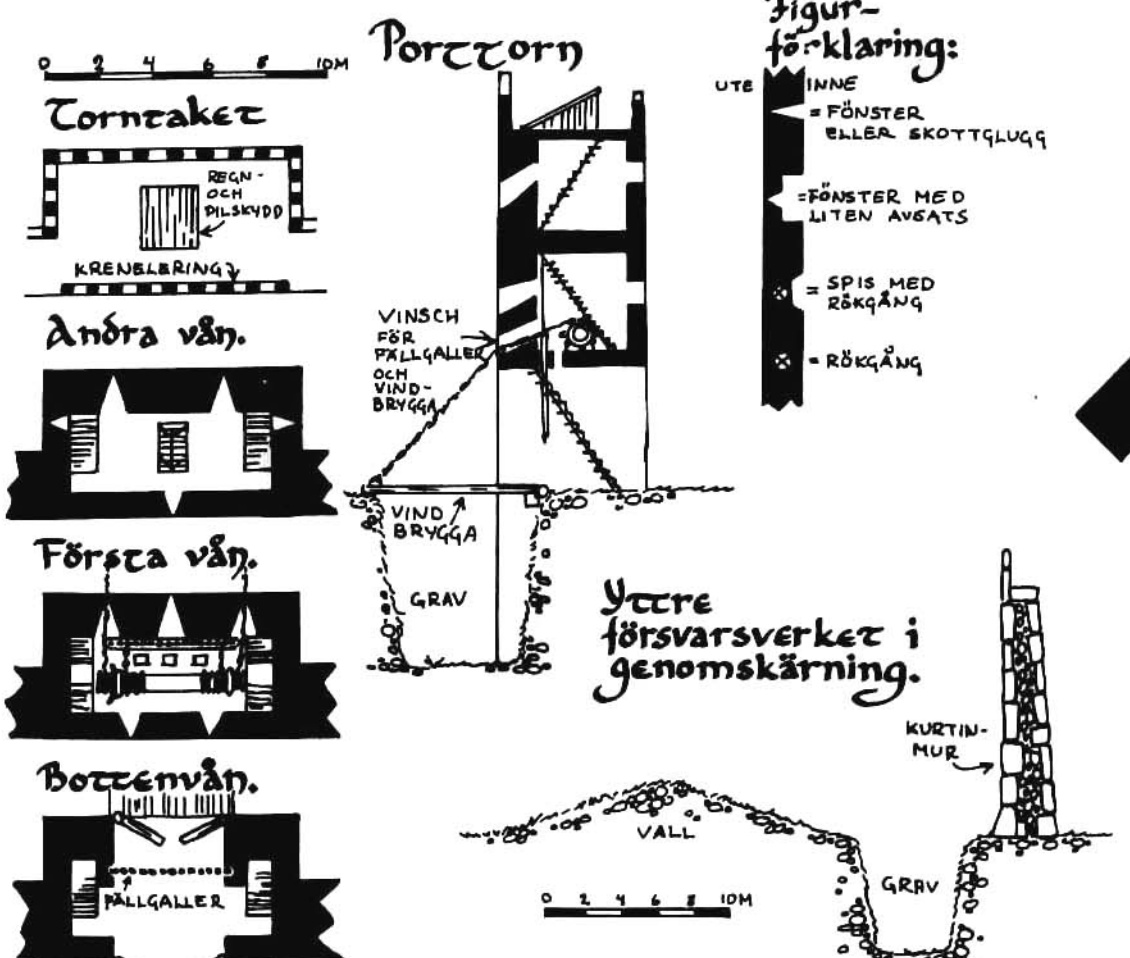 0 2 4 6 8 10M
Torntaket
REGN-
OCH
PILSKYDD
KRENELERING
Andra vån.
Första vån.
Bottenvån.
FÄLLGALLER
Porttorn
VINSCH
FÖR
FÄLLGALLER
OCH
VIND-
BRYGGA
VIND
BRYGGA
GRAV
Figur-
förklaring:
UTE INNE
= FÖNSTER
ELLER SKOTTGLUGG
=FÖNSTER MED
LITEN AVSATS
= SPIS MED
RÖKGÅNG
= RÖKGÅNG
Yttre
försvarsverket i
genomskärning.
KURTIN-
MUR
VALL
GRAV
0 2 4 6 8 10M